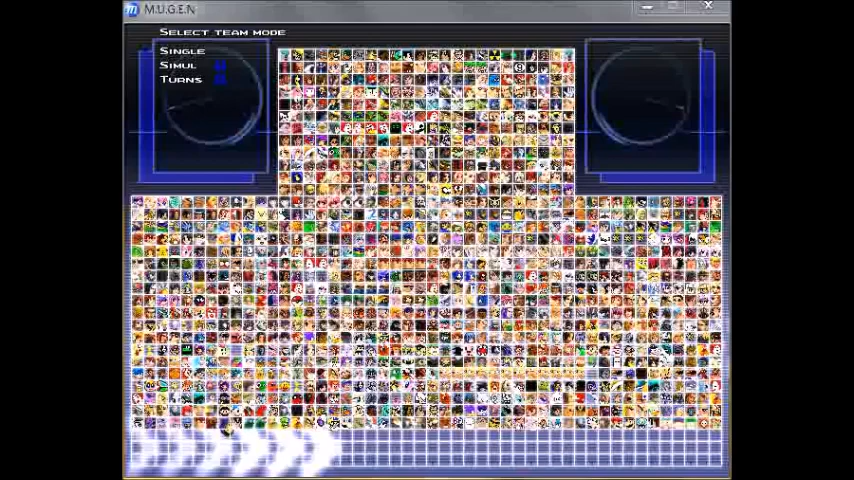 M.U.G.E.N
SELECT TEAM MODE
SINGLE
SIMUL
TURNS